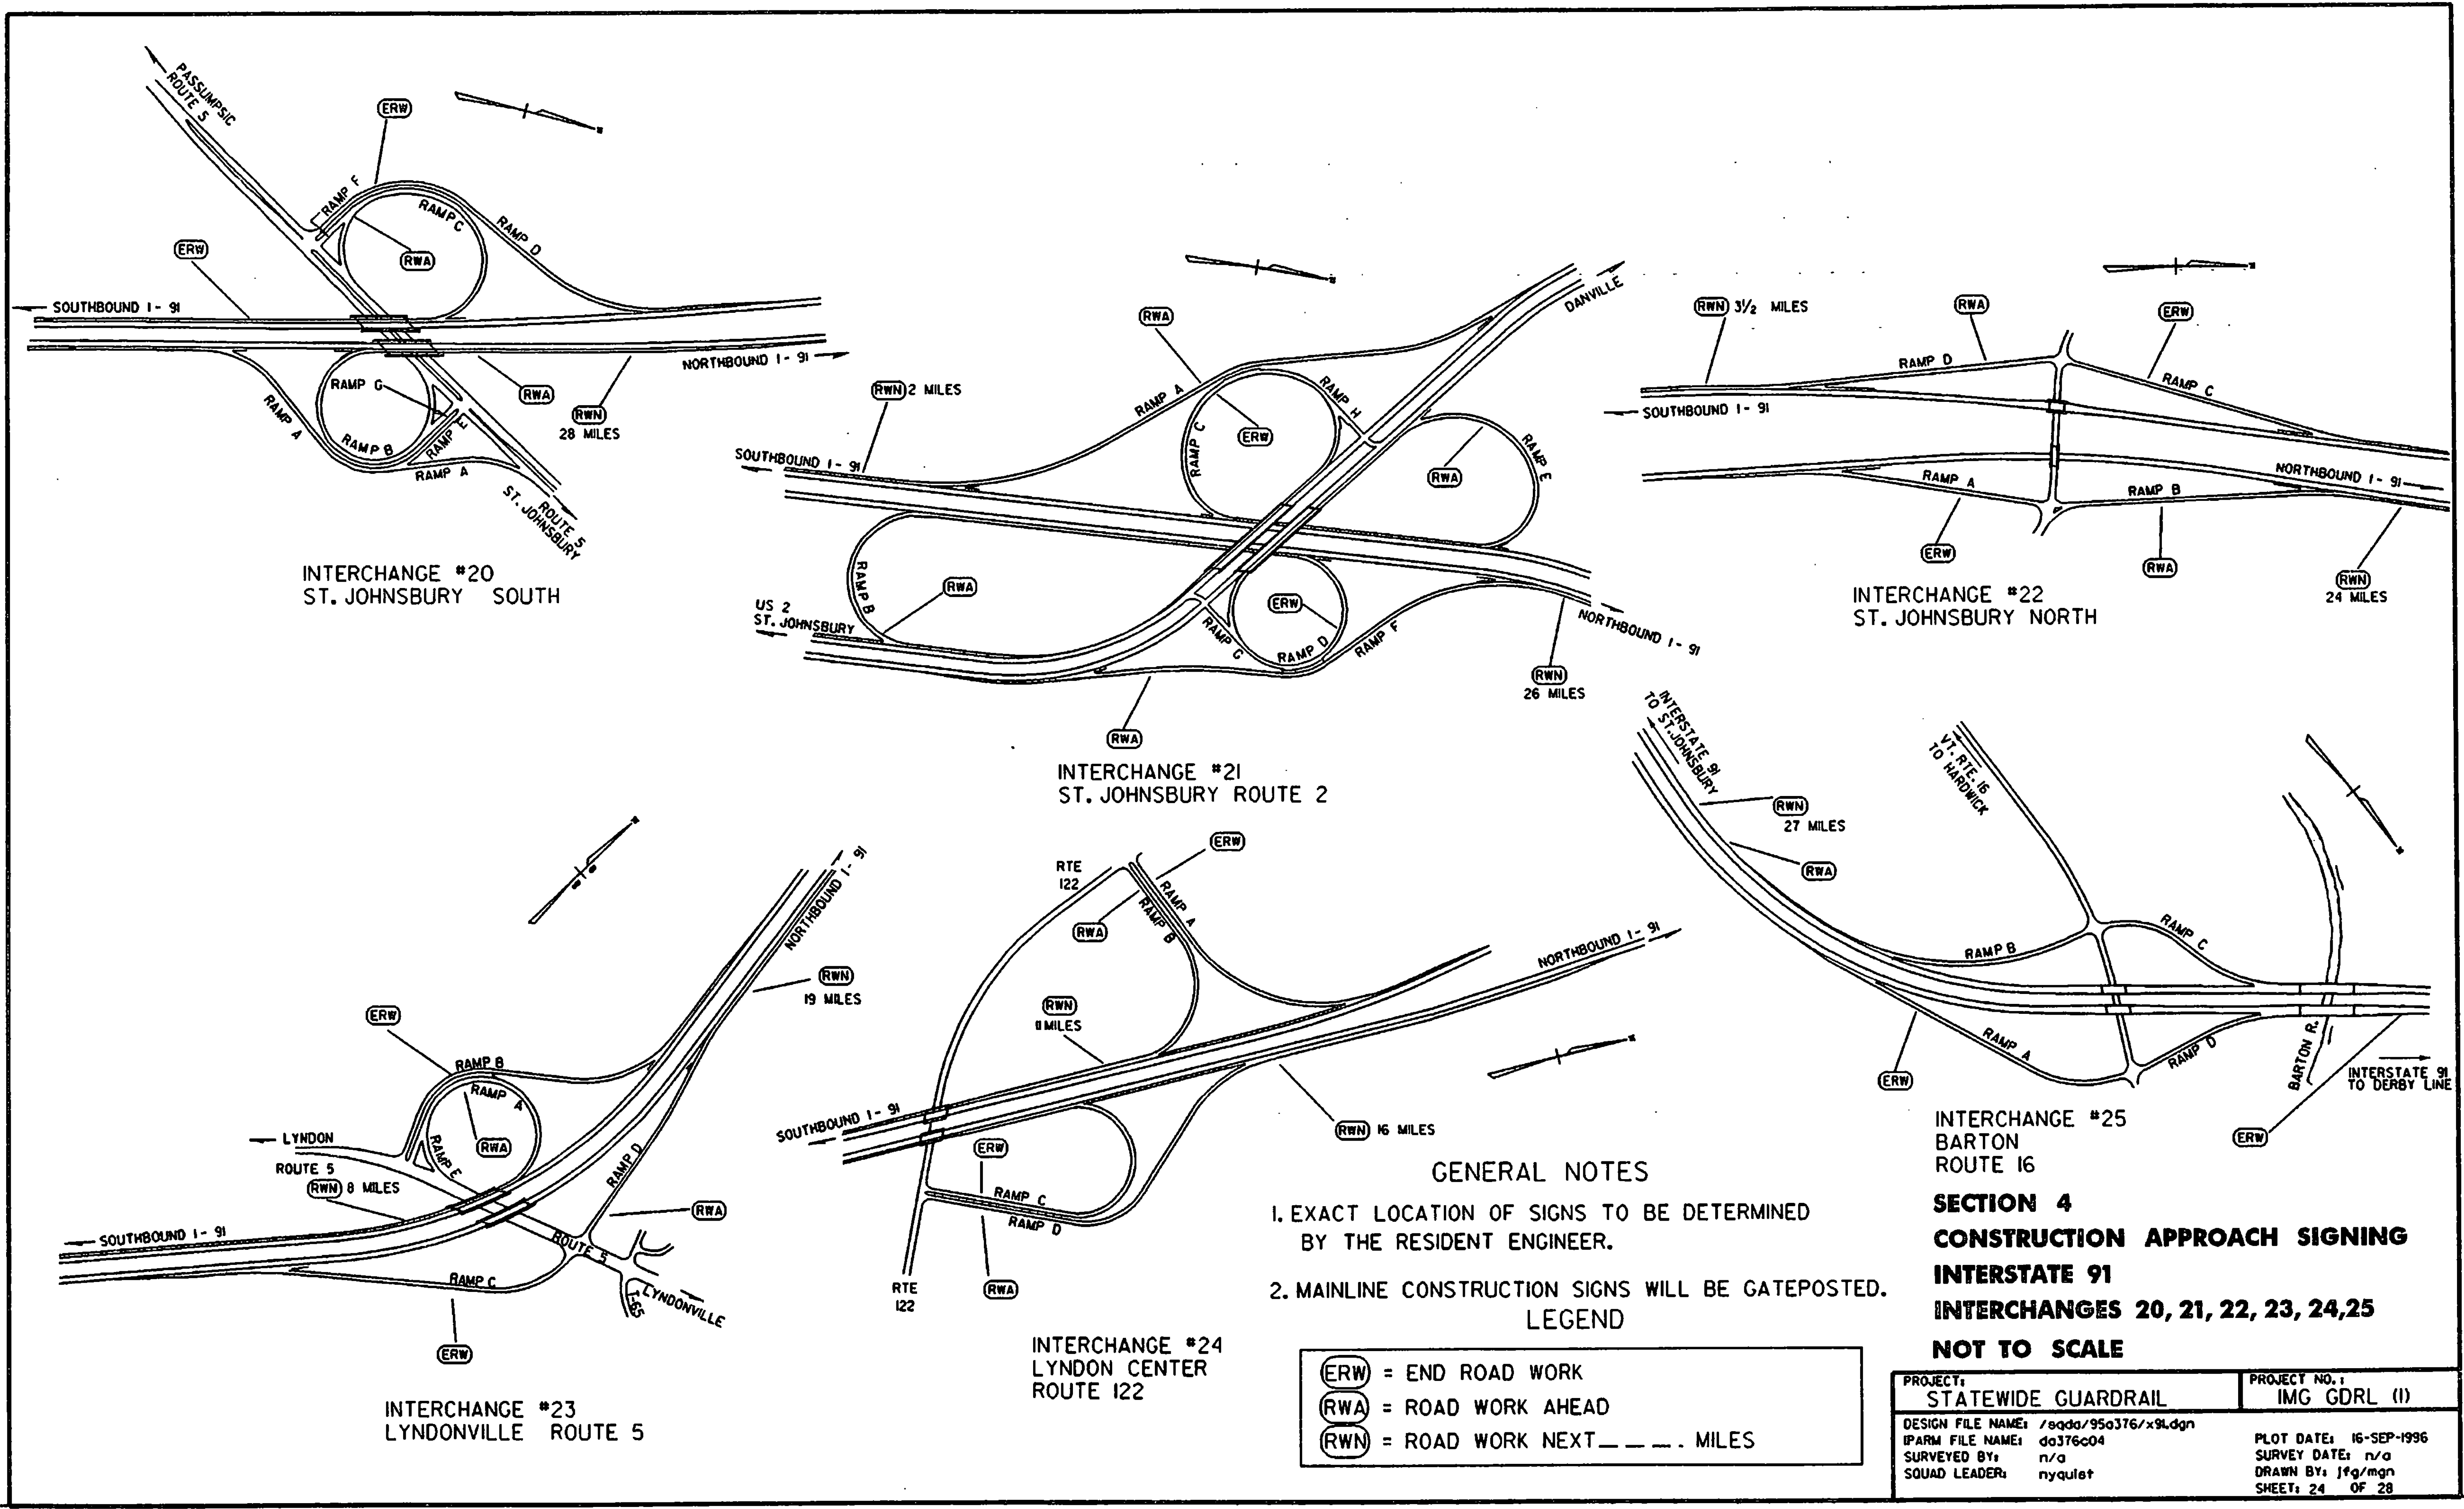 PASSUMPSIC
ROUTE 5
ERW
RAMP F
RAMP C
RAMP D
ERW
RWA
SOUTHBOUND I-91
NORTHBOUND I-91
RAMP G
RWA
RWN
28 MILES
RAMP A
RAMP B
RAMP E
RAMP A
ROUTE 5
ST. JOHNSBURY
INTERCHANGE #20
ST. JOHNSBURY SOUTH
DANVILLE
RWA
RWN 2 MILES
RAMP A
RAMP H
RAMP C
ERW
RAMP E
RWA
SOUTHBOUND I-91
RAMP B
RWA
US 2
ST. JOHNSBURY
ERW
RAMP G
RAMP D
RAMP F
NORTHBOUND I-91
RWN
26 MILES
RWA
INTERCHANGE #21
ST. JOHNSBURY ROUTE 2
RWN 3½ MILES
RWA
ERW
RAMP D
RAMP C
SOUTHBOUND I-91
NORTHBOUND I-91
RAMP A
RAMP B
ERW
RWA
RWN
24 MILES
INTERCHANGE #22
ST. JOHNSBURY NORTH
NORTHBOUND I-91
RWN
19 MILES
ERW
RAMP B
RAMP A
RWA
LYNDON
RAMP E
RAMP D
ROUTE 5
RWN 8 MILES
RWA
SOUTHBOUND I-91
ROUTE 5
RAMP C
T-65
LYNDONVILLE
ERW
INTERCHANGE #23
LYNDONVILLE ROUTE 5
RTE
122
ERW
RAMP A
RAMP B
RWA
NORTHBOUND I-91
RWN
11 MILES
SOUTHBOUND I-91
RWN 16 MILES
ERW
RAMP C
RAMP D
RTE
122
RWA
INTERCHANGE #24
LYNDON CENTER
ROUTE 122
INTERSTATE 91
TO ST. JOHNSBURY
VT. RTE. 16
TO HARDWICK
RWN
27 MILES
RWA
RAMP B
RAMP C
RAMP A
RAMP D
BARTON R.
ERW
INTERSTATE 91
TO DERBY LINE
ERW
INTERCHANGE #25
BARTON
ROUTE 16
GENERAL NOTES
1. EXACT LOCATION OF SIGNS TO BE DETERMINED
BY THE RESIDENT ENGINEER.
2. MAINLINE CONSTRUCTION SIGNS WILL BE GATEPOSTED.
LEGEND
ERW = END ROAD WORK
RWA = ROAD WORK AHEAD
RWN = ROAD WORK NEXT____. MILES
SECTION 4
CONSTRUCTION APPROACH SIGNING
INTERSTATE 91
INTERCHANGES 20, 21, 22, 23, 24,25
NOT TO SCALE
PROJECT:
STATEWIDE GUARDRAIL
PROJECT NO.:
IMG GDRL (1)
DESIGN FILE NAME: /sqda/95a376/x91.dgn
IPARM FILE NAME: da376c04
SURVEYED BY: n/a
SQUAD LEADER: nyquist
PLOT DATE: 16-SEP-1996
SURVEY DATE: n/a
DRAWN BY: jfg/mgn
SHEET: 24 OF 28